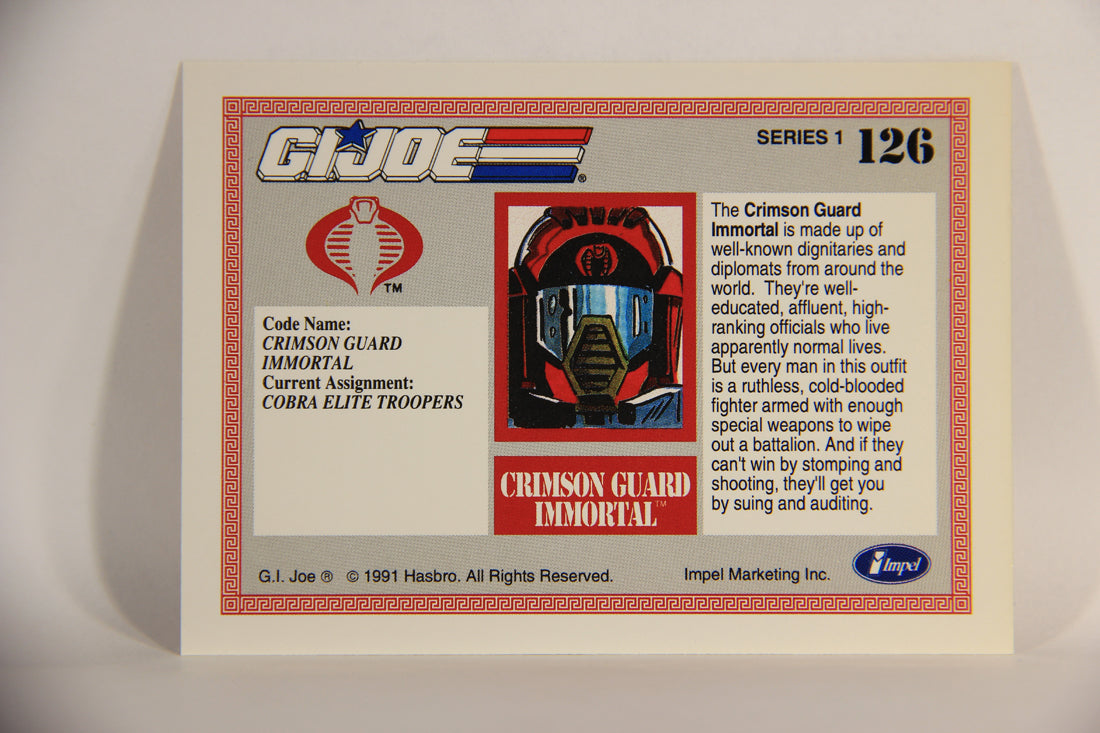 G.I.JOE ®
SERIES 1 126
TM
Code Name:
CRIMSON GUARD
IMMORTAL
Current Assignment:
COBRA ELITE TROOPERS
CRIMSON GUARD
IMMORTAL™
The Crimson Guard
Immortal is made up of
well-known dignitaries and
diplomats from around the
world. They're well-
educated, affluent, high-
ranking officials who live
apparently normal lives.
But every man in this outfit
is a ruthless, cold-blooded
fighter armed with enough
special weapons to wipe
out a battalion. And if they
can't win by stomping and
shooting, they'll get you
by suing and auditing.
G.I. Joe ® © 1991 Hasbro. All Rights Reserved.
Impel Marketing Inc.
Impel